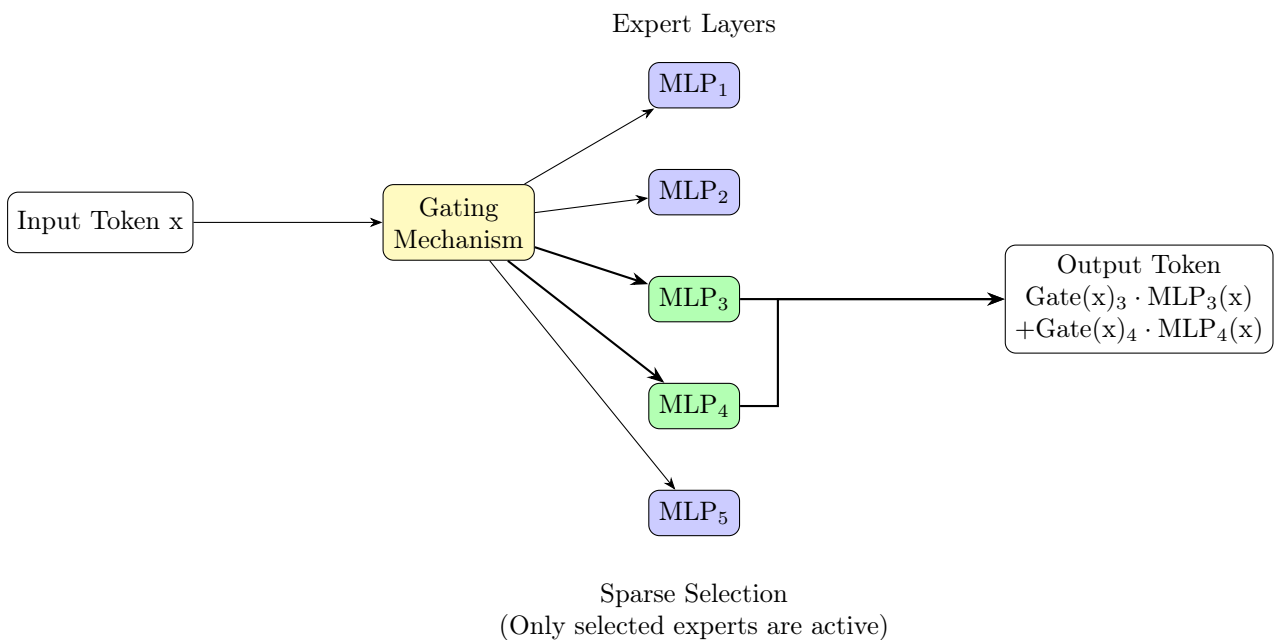 Expert Layers
MLP₁
MLP₂
Input Token x
Gating
Mechanism
MLP₃
MLP₄
MLP₅
Output Token
Gate(x)₃ · MLP₃(x)
+Gate(x)₄ · MLP₄(x)
Sparse Selection
(Only selected experts are active)